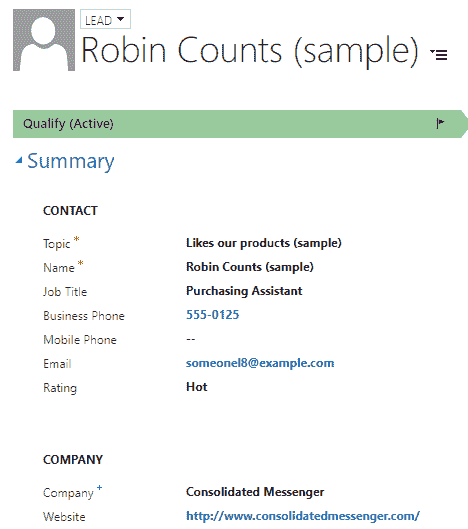 LEAD
Robin Counts (sample)
Qualify (Active)
Summary
CONTACT
Topic * Likes our products (sample)
Name * Robin Counts (sample)
Job Title Purchasing Assistant
Business Phone 555-0125
Mobile Phone --
Email someonel8@example.com
Rating Hot
COMPANY
Company + Consolidated Messenger
Website http://www.consolidatedmessenger.com/